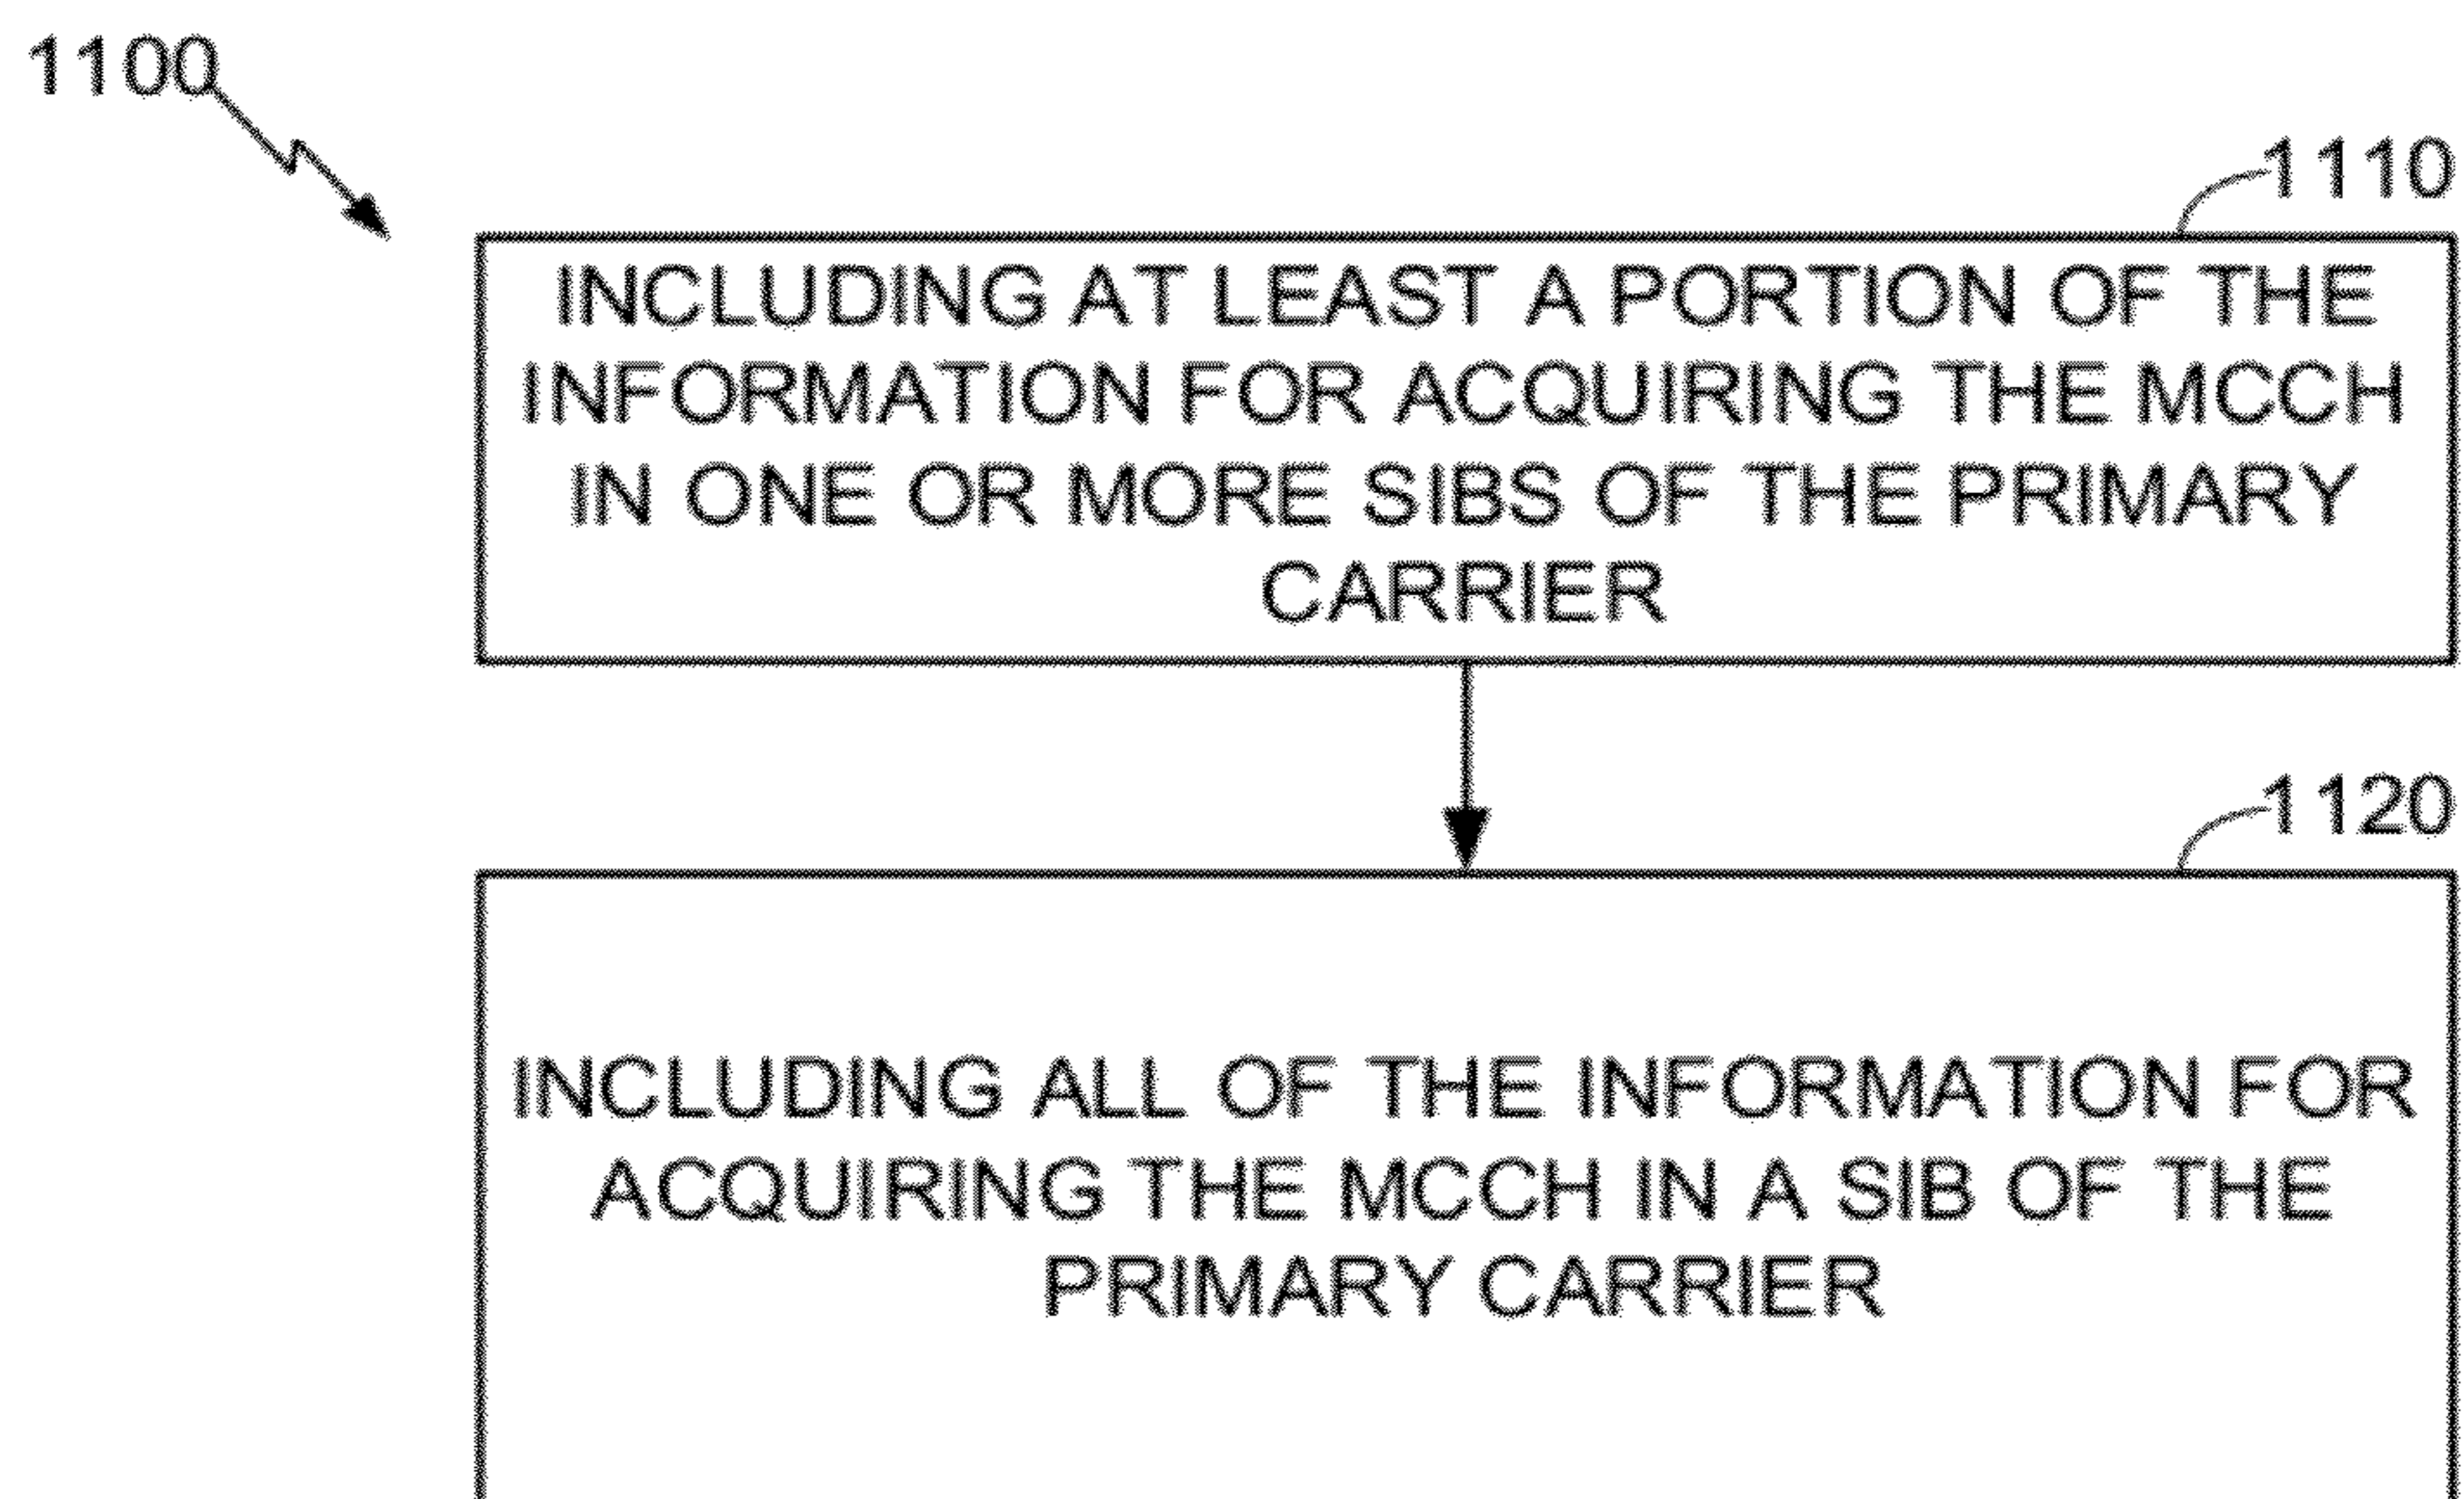 1100
1110
INCLUDING AT LEAST A PORTION OF THE
INFORMATION FOR ACQUIRING THE MCCH
IN ONE OR MORE SIBS OF THE PRIMARY
CARRIER
1120
INCLUDING ALL OF THE INFORMATION FOR
ACQUIRING THE MCCH IN A SIB OF THE
PRIMARY CARRIER